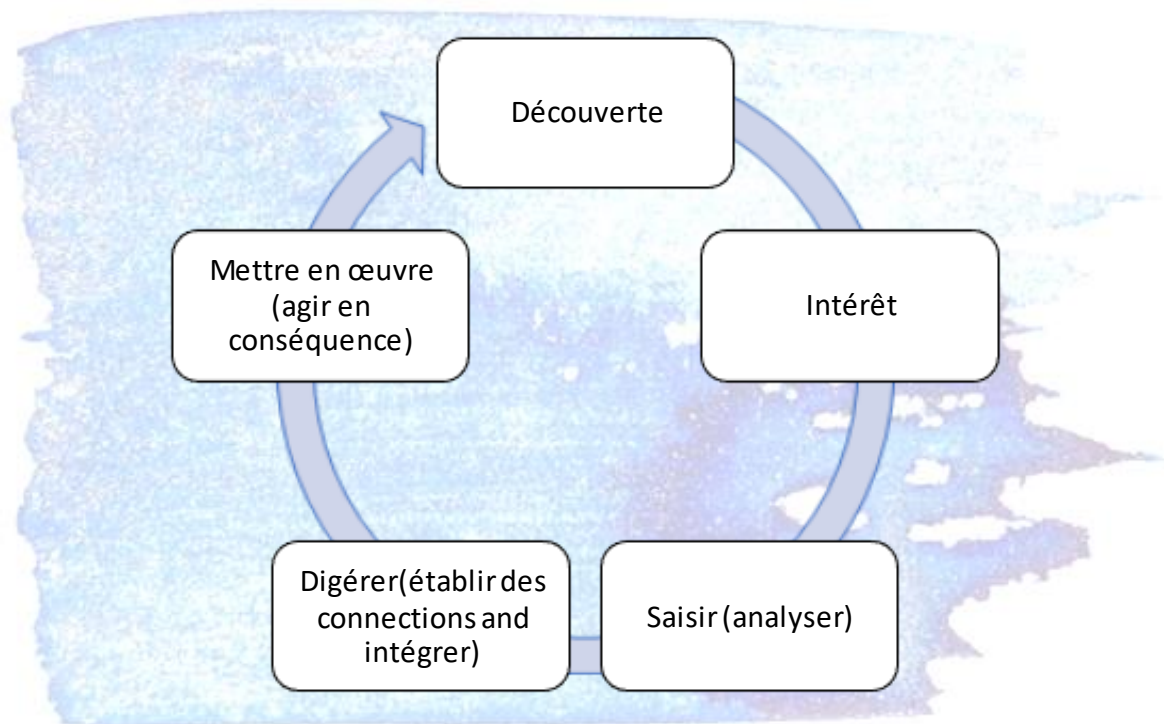 Découverte
Intérêt
Saisir (analyser)
Digérer(établir des
connections and
intégrer)
Mettre en œuvre
(agir en
conséquence)